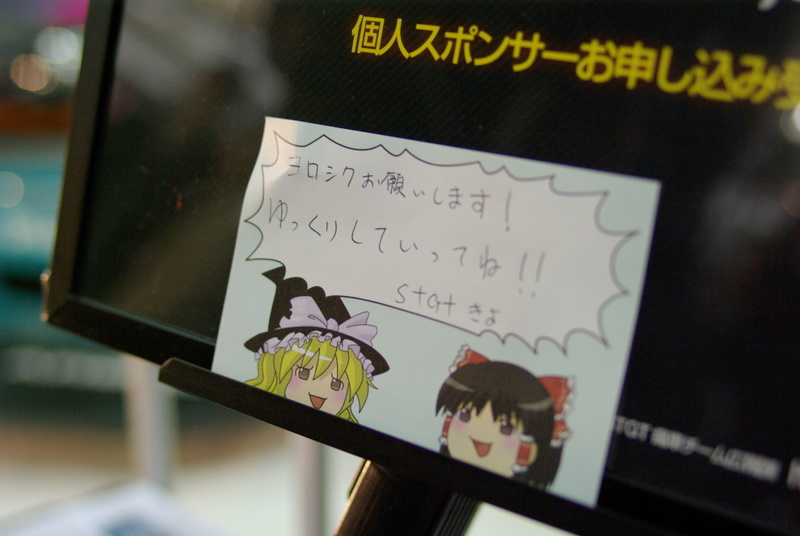 個人スポンサーお申し込み受
ヨロシクお願いします!
ゆっくりしていってね!!
STGT きよ